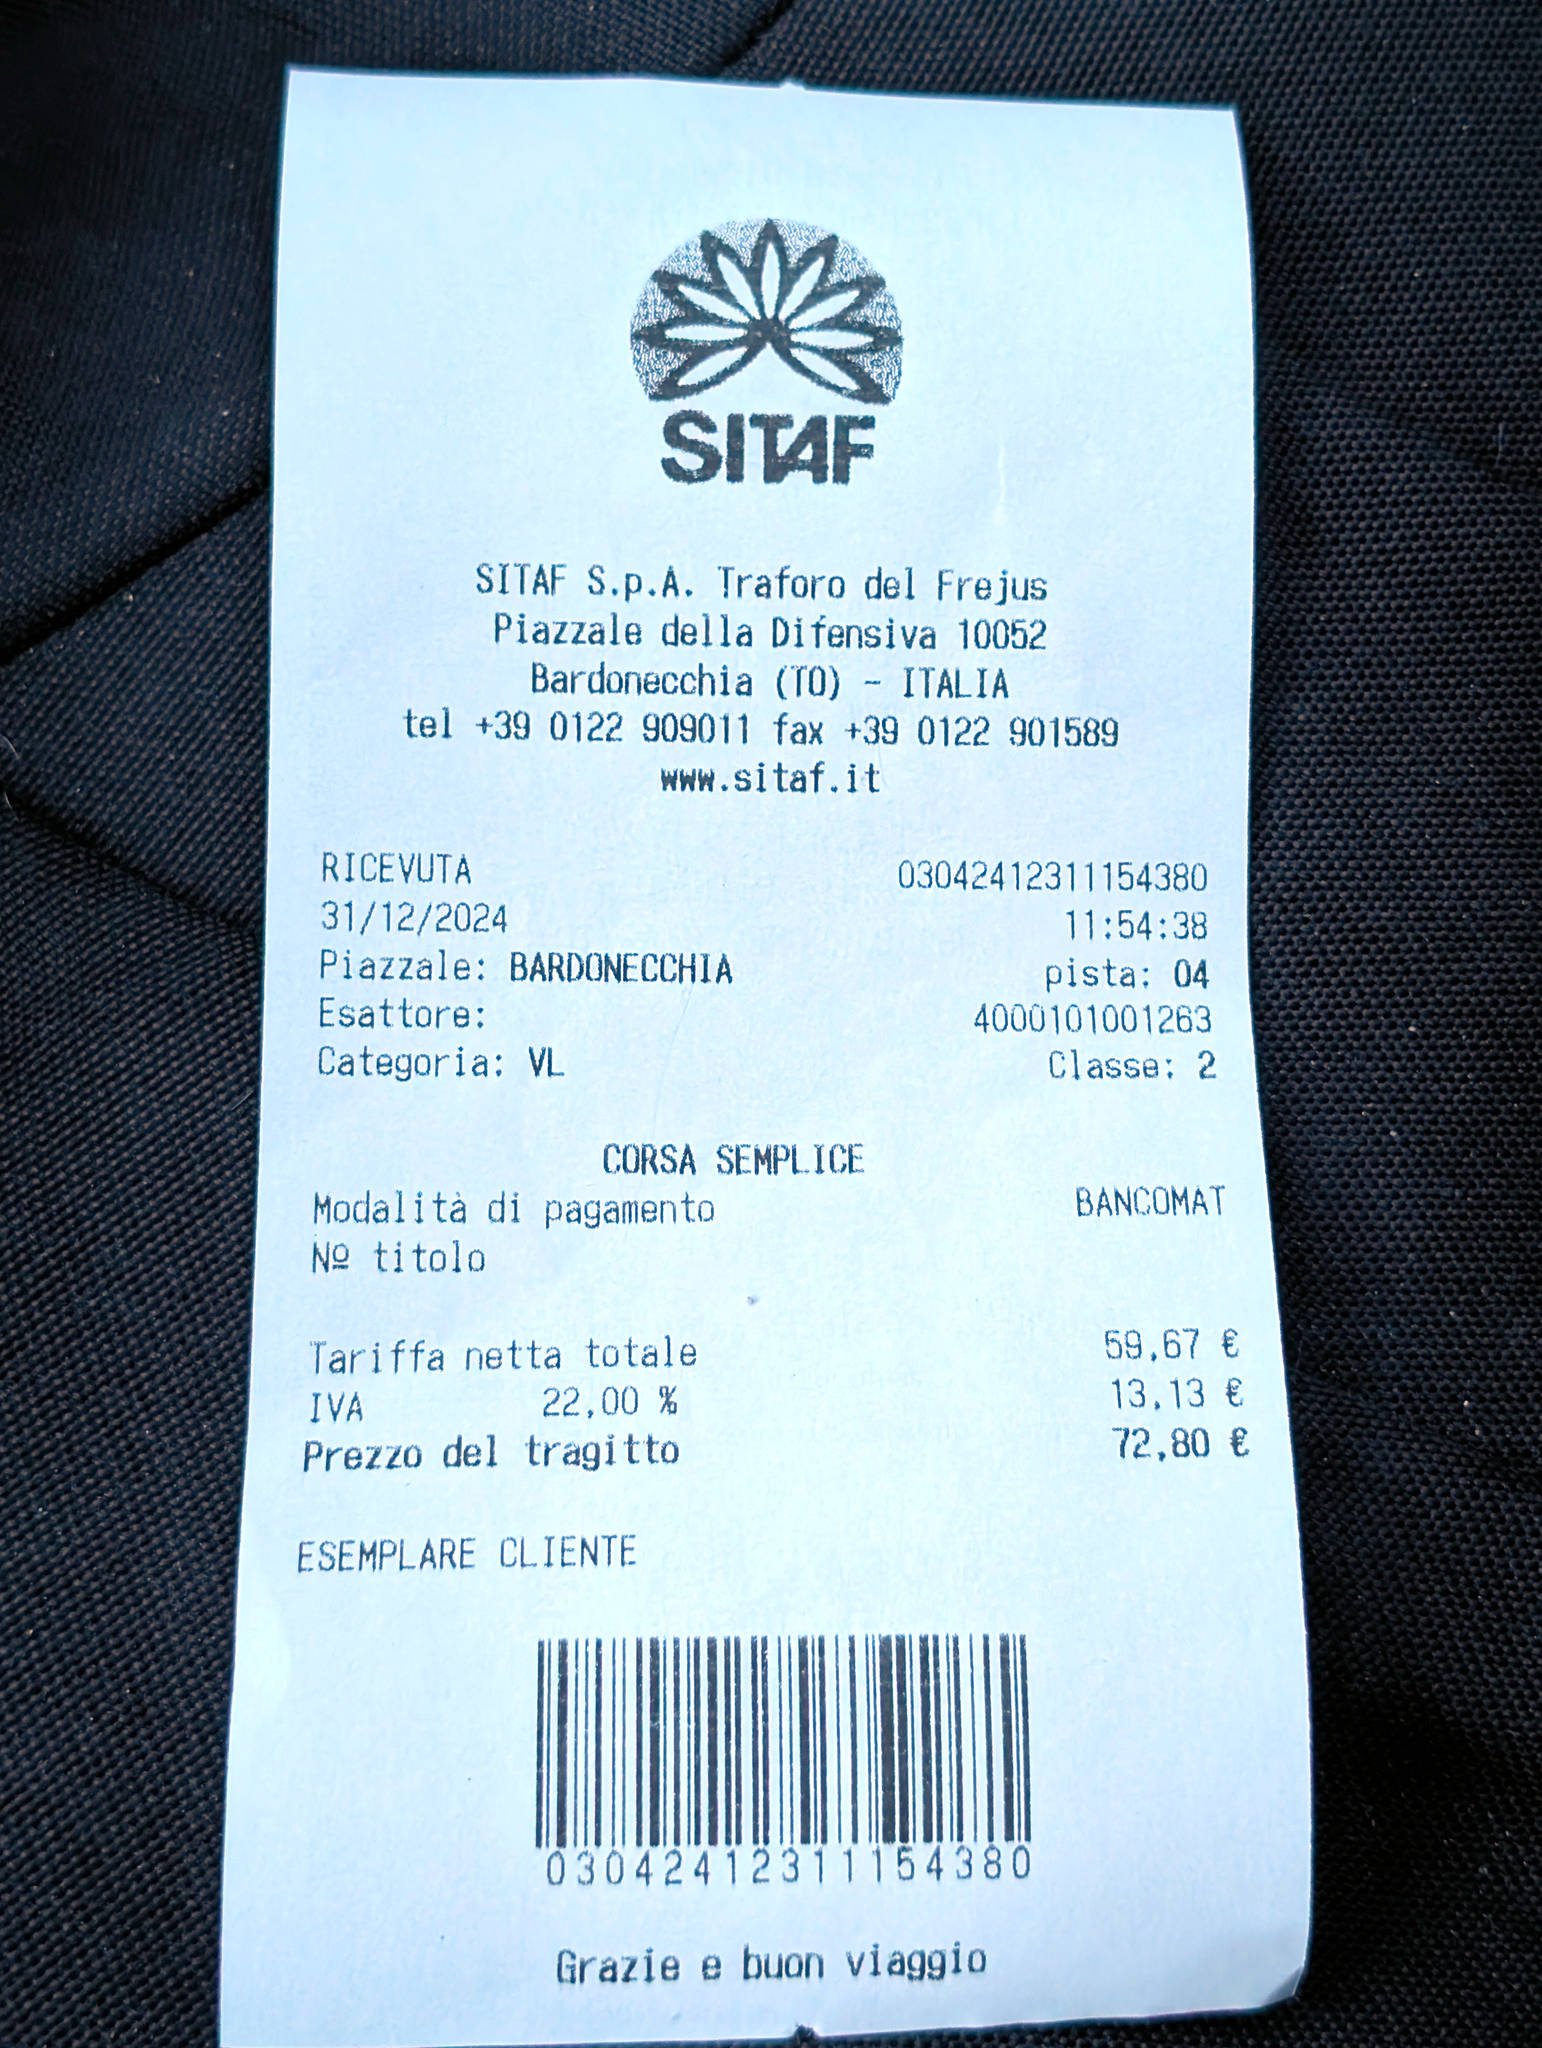 SITAF
SITAF S.p.A. Traforo del Frejus
Piazzale della Difensiva 10052
Bardonecchia (TO) - ITALIA
tel +39 0122 909011 fax +39 0122 901589
www.sitaf.it
RICEVUTA 03042412311154380
31/12/2024 11:54:38
Piazzale: BARDONECCHIA pista: 04
Esattore: 4000101001263
Categoria: VL Classe: 2
CORSA SEMPLICE
Modalità di pagamento BANCOMAT
Nº titolo
Tariffa netta totale 59,67 €
IVA 22,00 % 13,13 €
Prezzo del tragitto 72,80 €
ESEMPLARE CLIENTE
03042412311154380
Grazie e buon viaggio